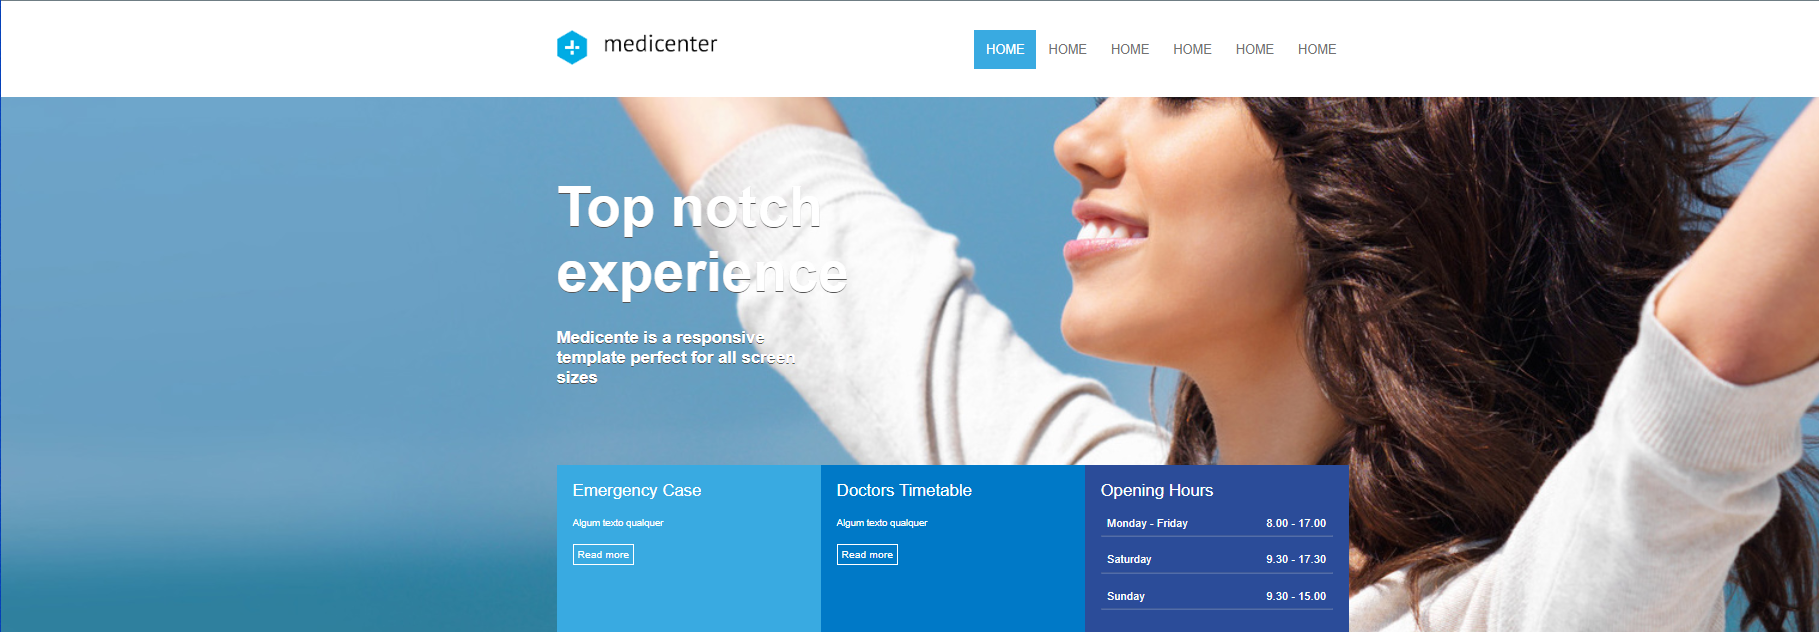 medicenter
HOME HOME HOME HOME HOME HOME
Top notch
experience
Medicente is a responsive
template perfect for all screen
sizes
Emergency Case
Algum texto qualquer
Read more
Doctors Timetable
Algum texto qualquer
Read more
Opening Hours
Monday - Friday 8.00 - 17.00
Saturday 9.30 - 17.30
Sunday 9.30 - 15.00